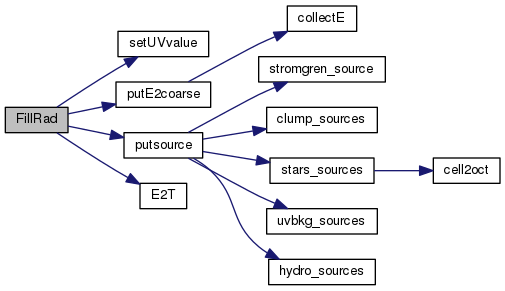 collectE
setUVvalue
stromgren_source
putE2coarse
FillRad
clump_sources
putsource
stars_sources
cell2oct
E2T
uvbkg_sources
hydro_sources